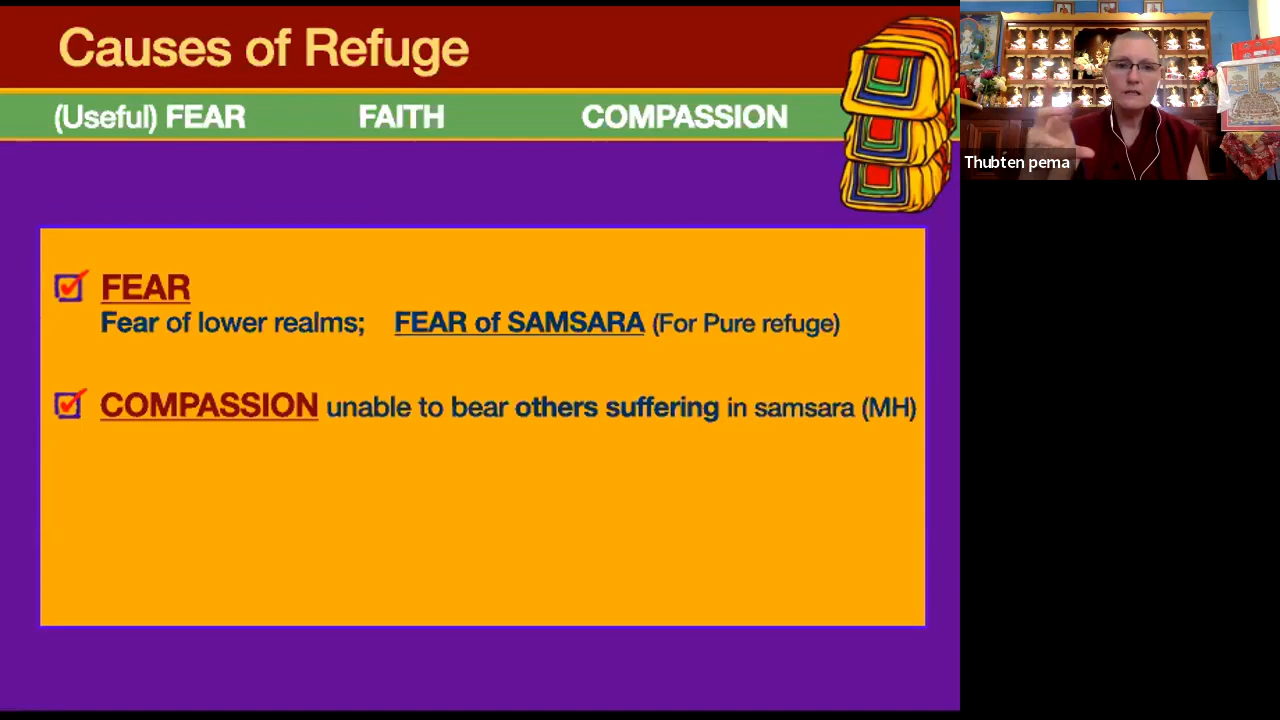 Causes of Refuge
(Useful) FEAR FAITH COMPASSION
FEAR
Fear of lower realms; FEAR of SAMSARA (For Pure refuge)
COMPASSION unable to bear others suffering in samsara (MH)
Thubten pema